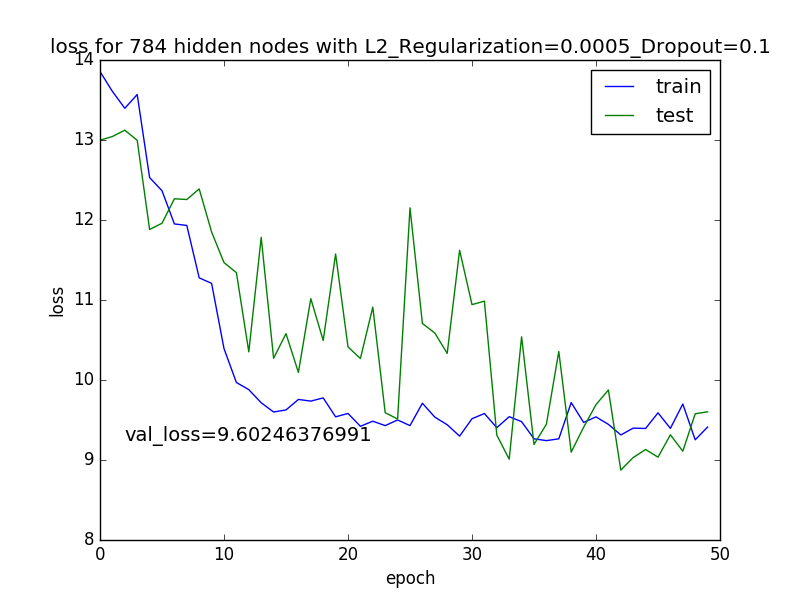 loss for 784 hidden nodes with L2_Regularization=0.0005_Dropout=0.1
14
13
12
11
10
9
8
loss
train
test
val_loss=9.60246376991
0 10 20 30 40 50
epoch